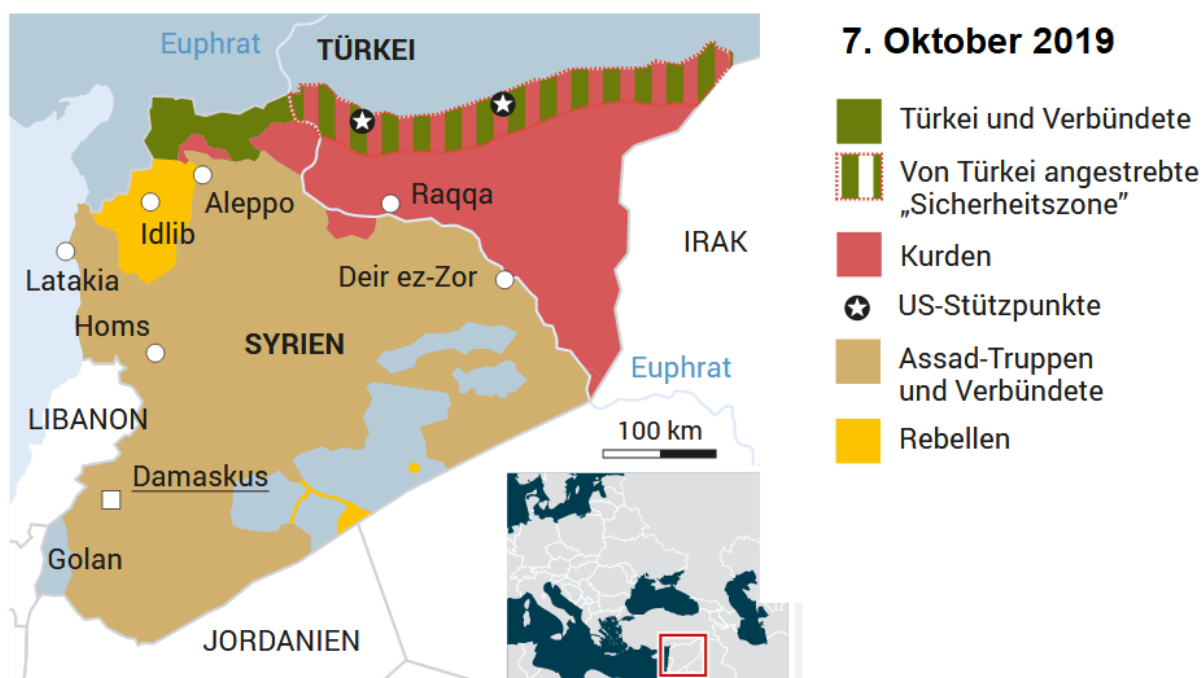 Euphrat
TÜRKEI
Aleppo
Raqqa
Idlib
IRAK
Latakia
Deir ez-Zor
Homs
SYRIEN
Euphrat
LIBANON
100 km
Damaskus
Golan
JORDANIEN
7. Oktober 2019
Türkei und Verbündete
Von Türkei angestrebte
„Sicherheitszone”
Kurden
US-Stützpunkte
Assad-Truppen
und Verbündete
Rebellen